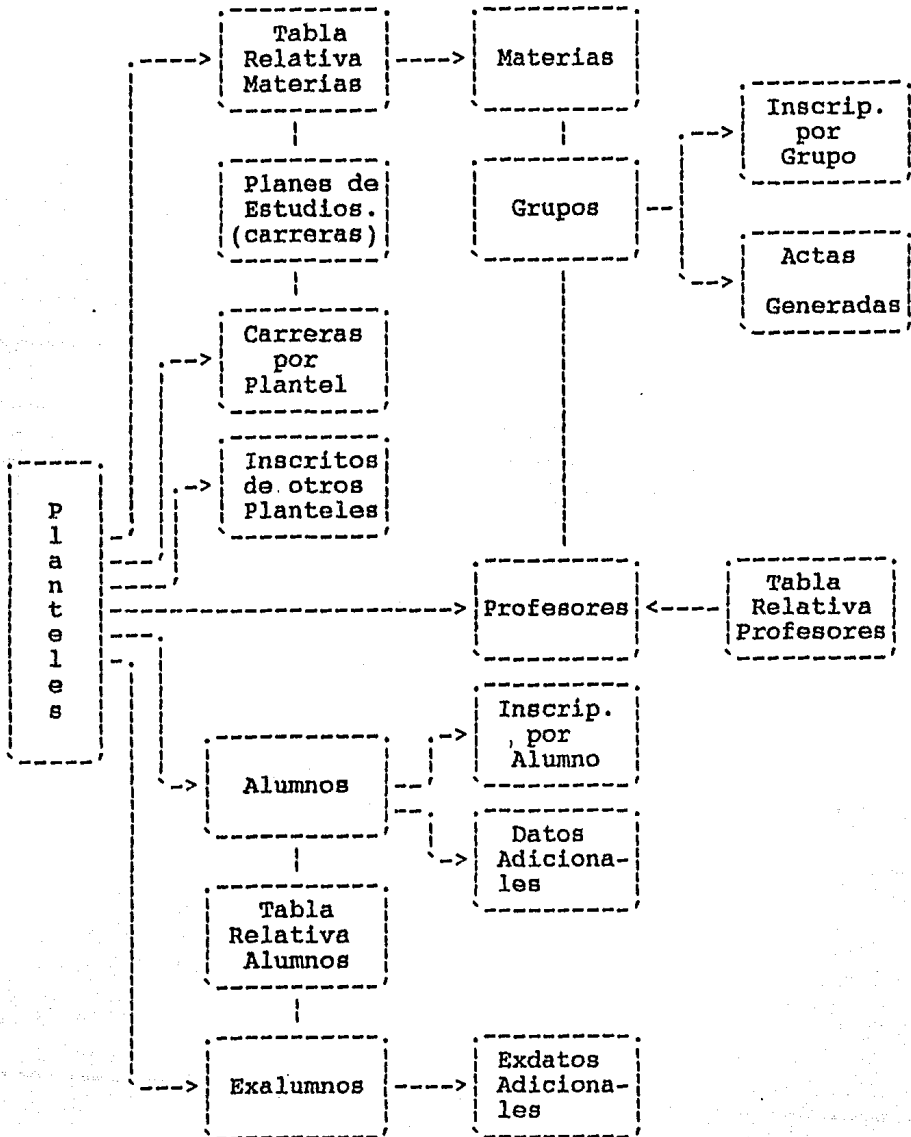 Tabla
Relativa
Materias
Materias
Inscrip.
por
Grupo
Planes de
Estudios.
(carreras)
Grupos
Actas
Generadas
Carreras
por
Plantel
Inscritos
de otros
Planteles
P
l
a
n
t
e
l
e
s
Profesores
Tabla
Relativa
Profesores
Inscrip.
por
Alumno
Alumnos
Datos
Adiciona-
les
Tabla
Relativa
Alumnos
Exalumnos
Exdatos
Adiciona-
les